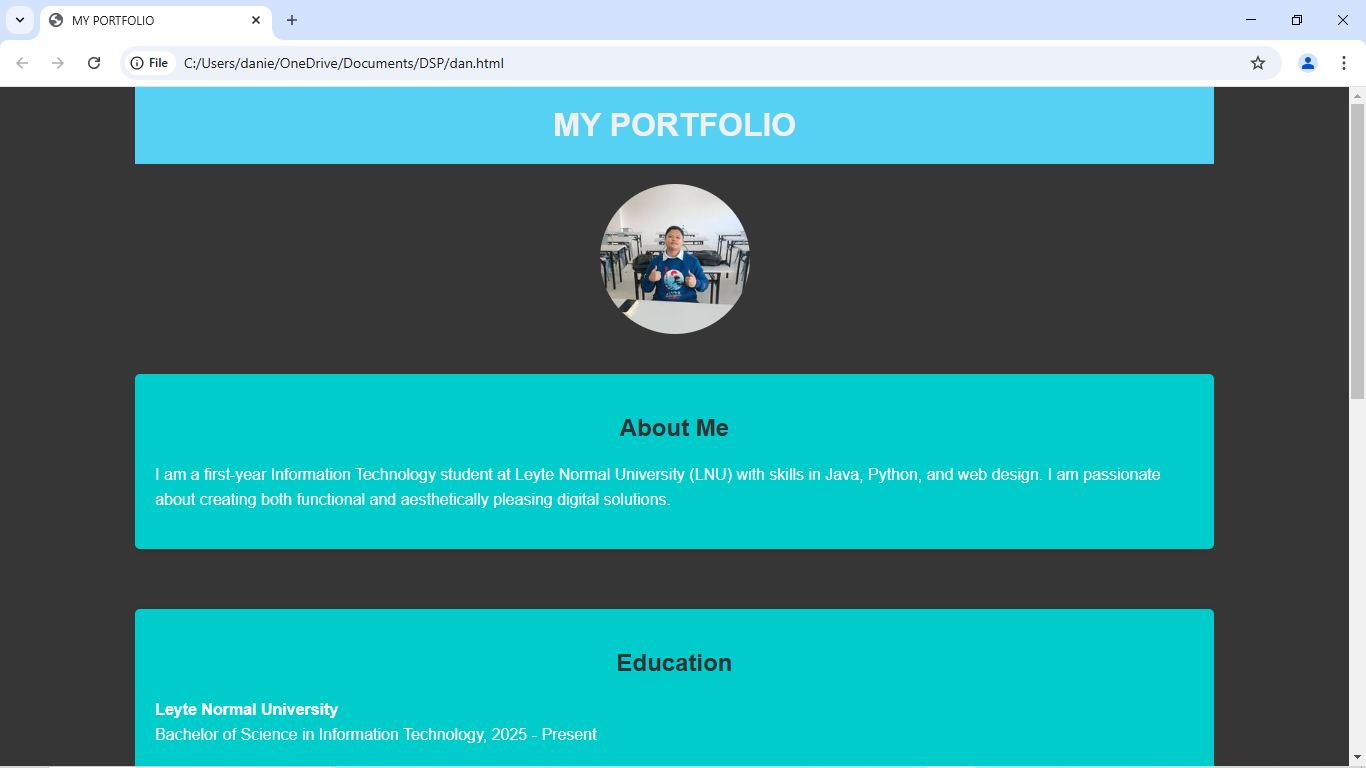 MY PORTFOLIO
File C:/Users/danie/OneDrive/Documents/DSP/dan.html
MY PORTFOLIO
About Me
I am a first-year Information Technology student at Leyte Normal University (LNU) with skills in Java, Python, and web design. I am passionate
about creating both functional and aesthetically pleasing digital solutions.
Education
Leyte Normal University
Bachelor of Science in Information Technology, 2025 - Present